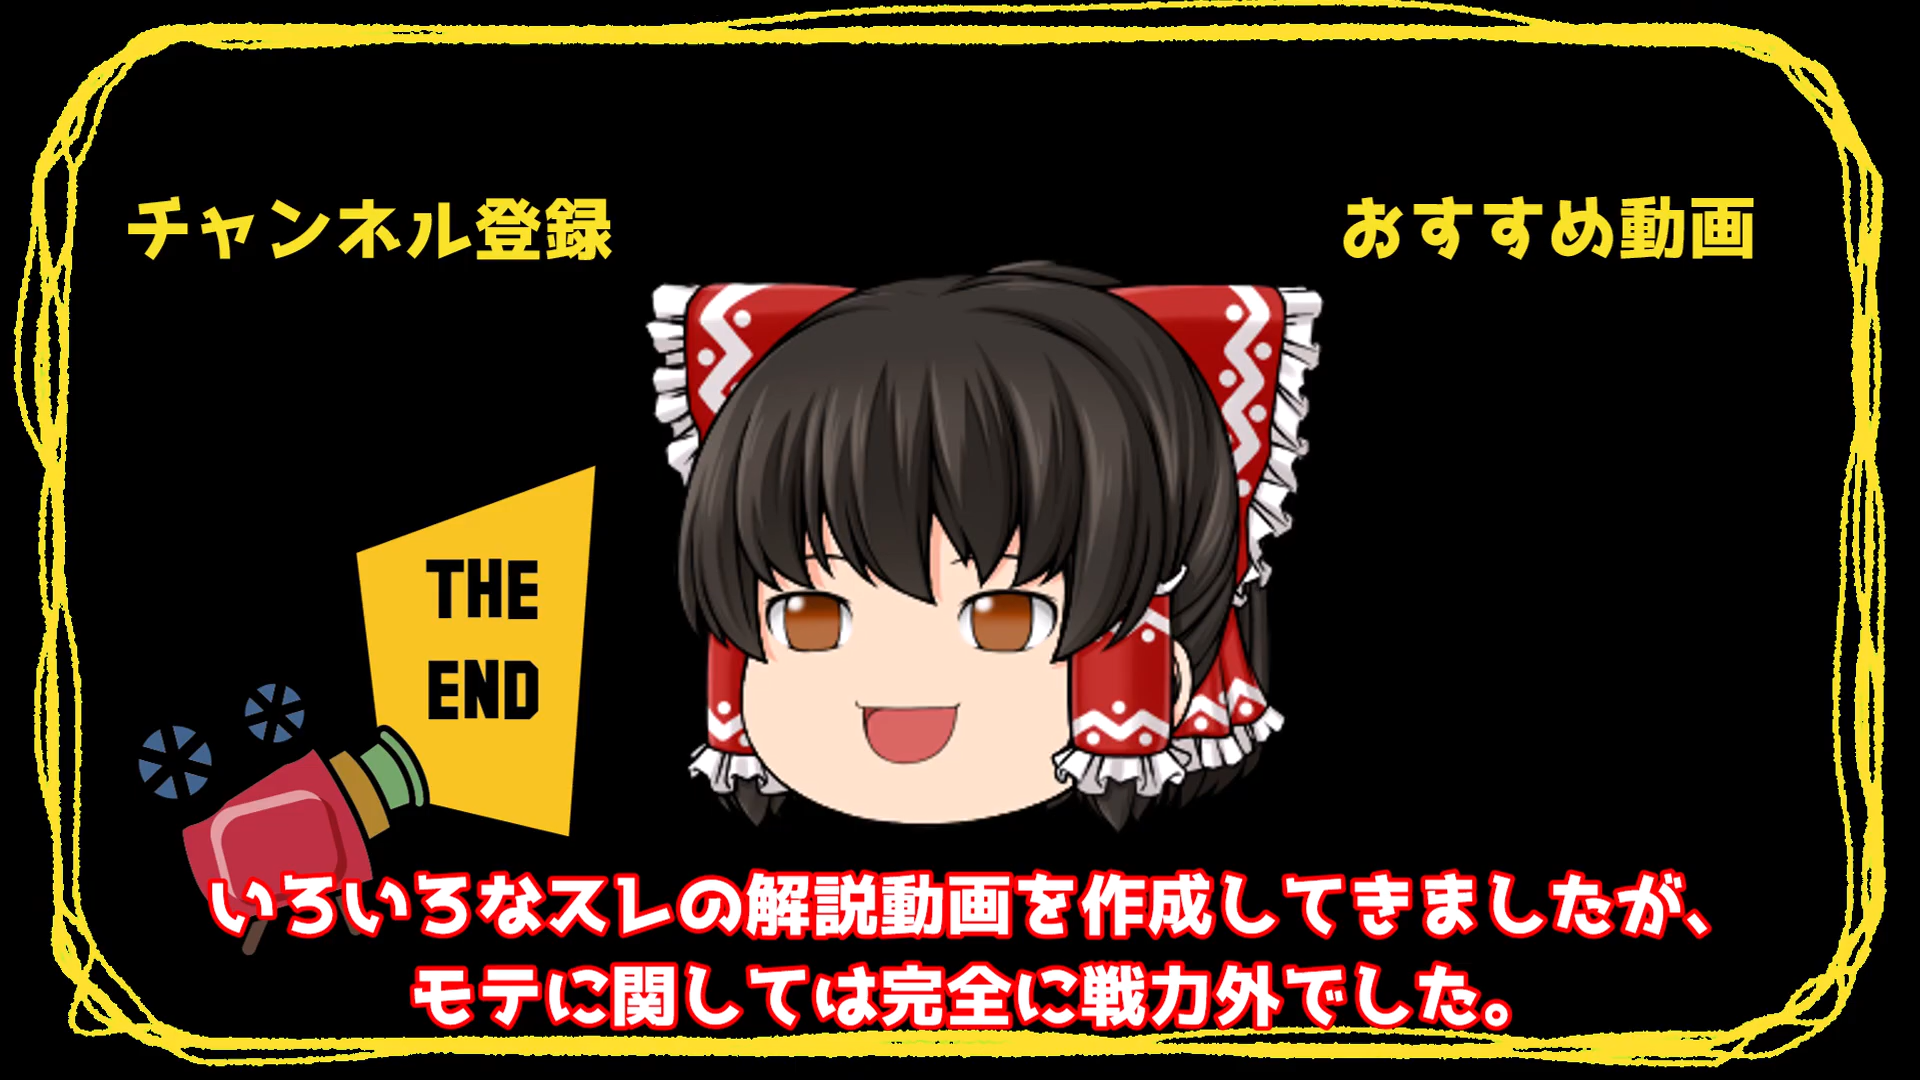 チャンネル登録
おすすめ動画
THE
END
いろいろなスレの解説動画を作成してきましたが、
モテに関しては完全に戦力外でした。